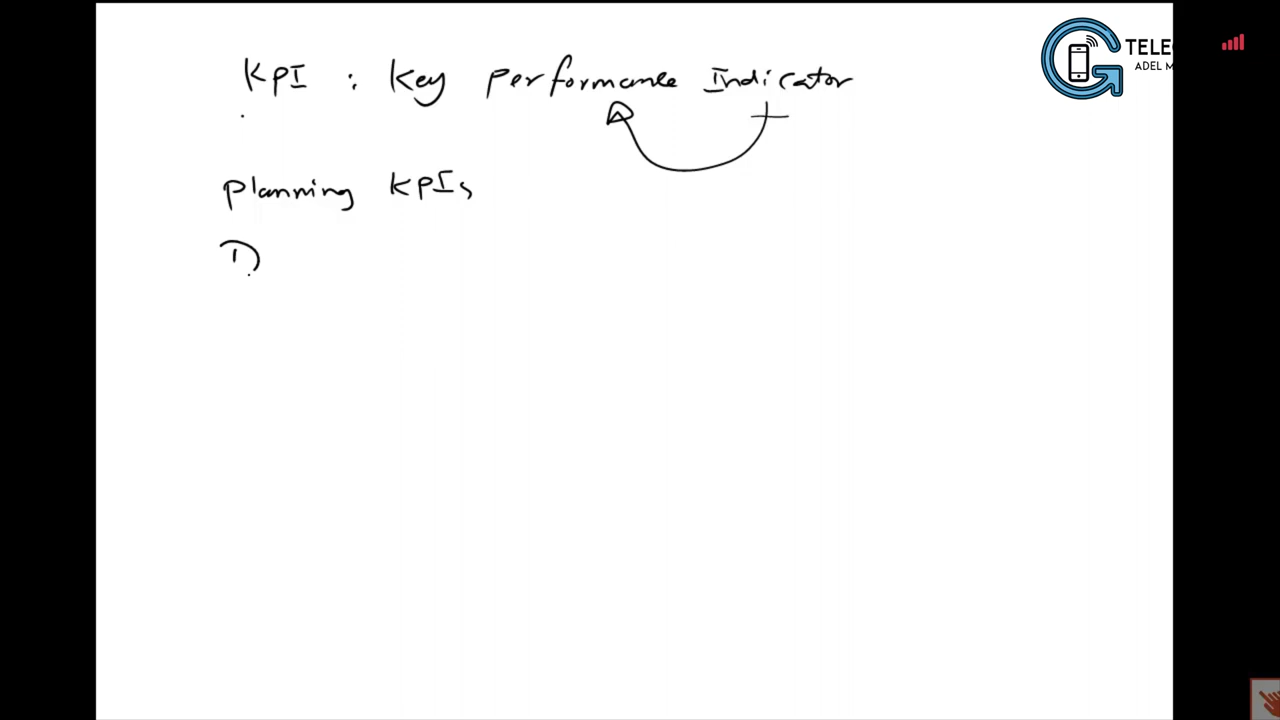 KPI : Key performance Indicator
planning KPIs
1)
TELE
ADEL M